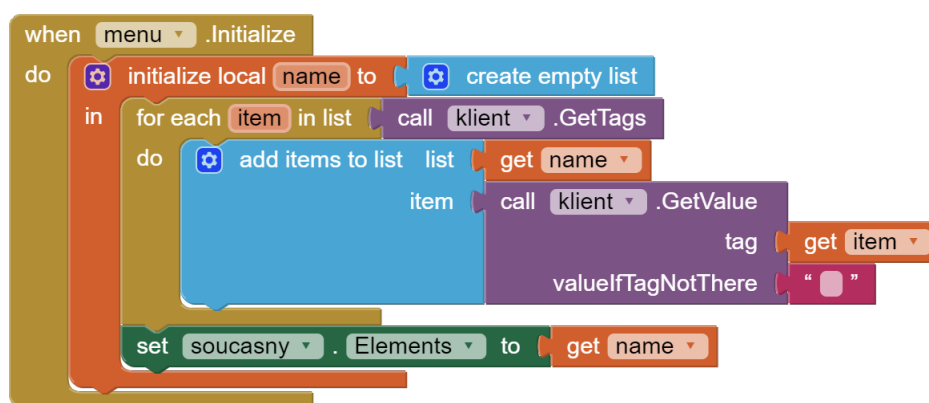 when menu .Initialize
do initialize local name to create empty list
in for each item in list call klient .GetTags
do add items to list list get name
item call klient .GetValue
tag get item
valueIfTagNotThere “ ”
set soucasny . Elements to get name